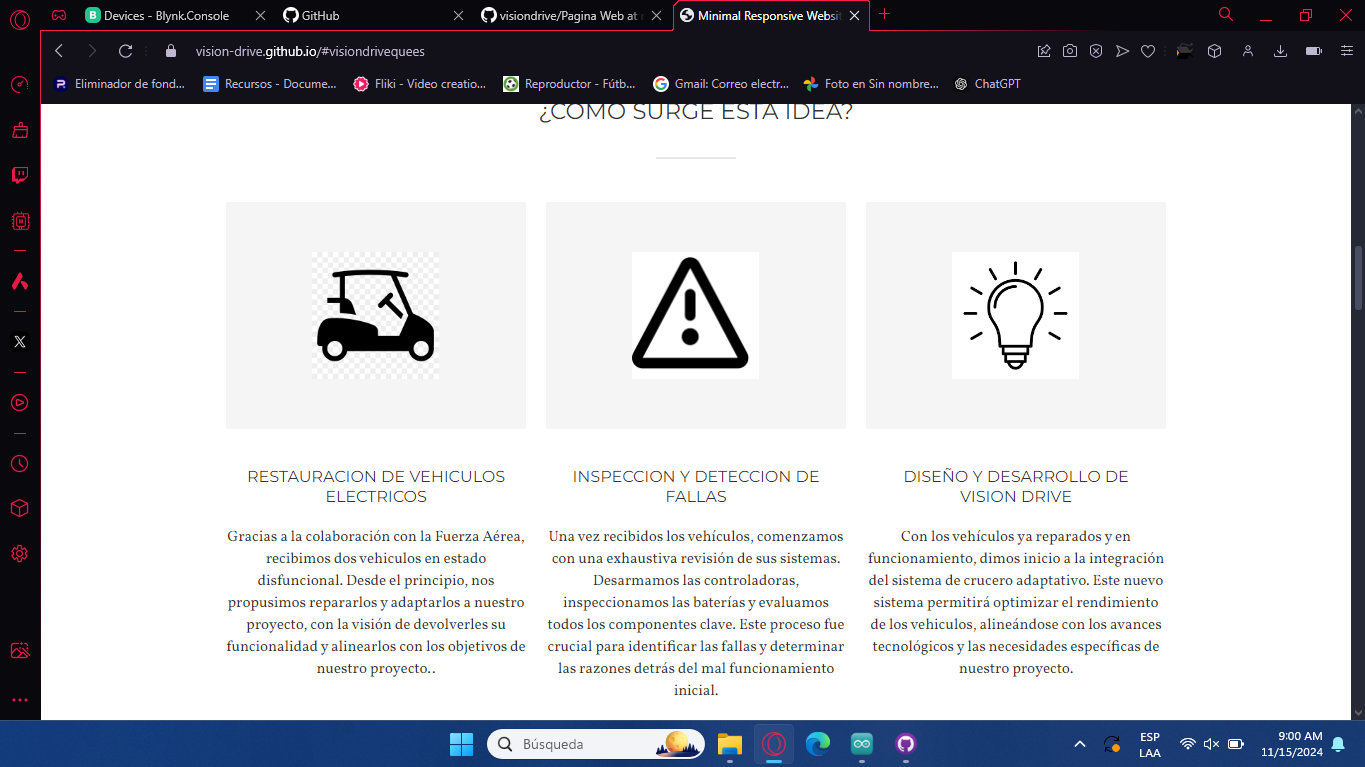 Devices - Blynk.Console
GitHub
visiondrive/Pagina Web at
Minimal Responsive Websit
vision-drive.github.io/#visiondrivequees
Eliminador de fond...
Recursos - Docume...
Fliki - Video creatio...
Reproductor - Fútb...
Gmail: Correo electr...
Foto en Sin nombre...
ChatGPT
¿COMO SURGE ESTA IDEA?
RESTAURACION DE VEHICULOS
ELECTRICOS
Gracias a la colaboración con la Fuerza Aérea,
recibimos dos vehiculos en estado
disfuncional. Desde el principio, nos
propusimos repararlos y adaptarlos a nuestro
proyecto, con la visión de devolverles su
funcionalidad y alinearlos con los objetivos de
nuestro proyecto..
INSPECCION Y DETECCION DE
FALLAS
Una vez recibidos los vehículos, comenzamos
con una exhaustiva revisión de sus sistemas.
Desarmamos las controladoras,
inspeccionamos las baterías y evaluamos
todos los componentes clave. Este proceso fue
crucial para identificar las fallas y determinar
las razones detrás del mal funcionamiento
inicial.
DISEÑO Y DESARROLLO DE
VISION DRIVE
Con los vehículos ya reparados y en
funcionamiento, dimos inicio a la integración
del sistema de crucero adaptativo. Este nuevo
sistema permitirá optimizar el rendimiento
de los vehiculos, alineándose con los avances
tecnológicos y las necesidades específicas de
nuestro proyecto.
Búsqueda
ESP
LAA
9:00 AM
11/15/2024